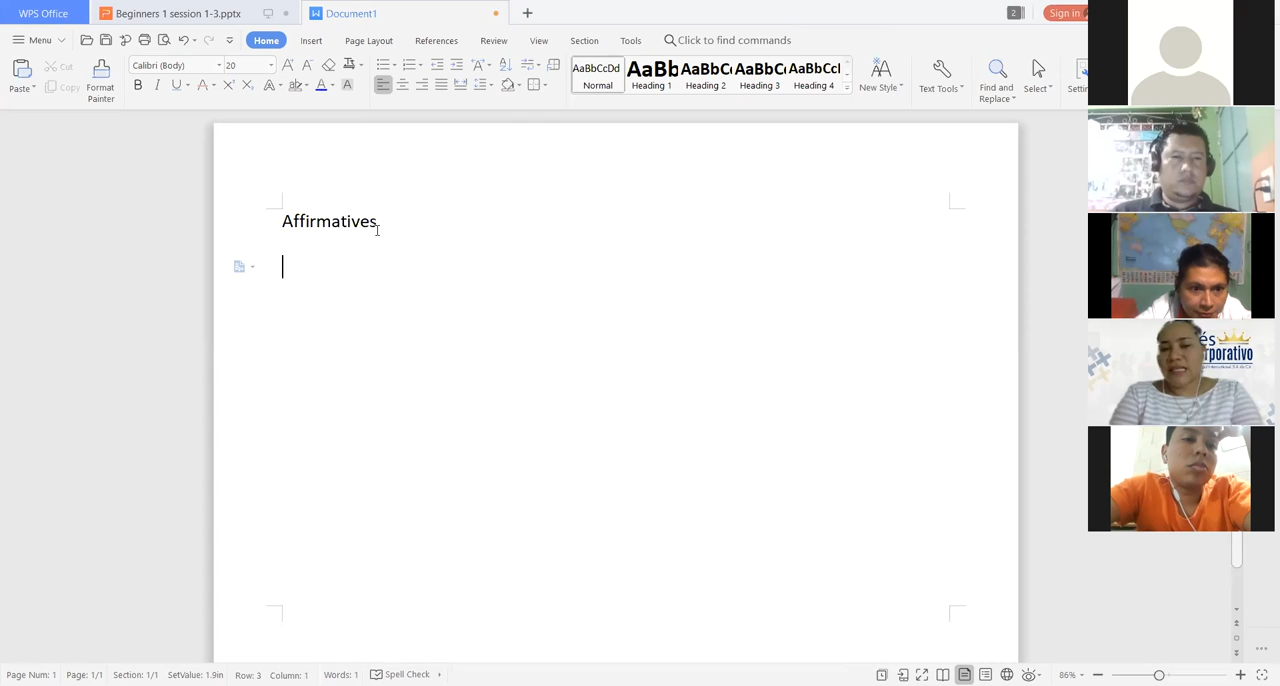 WPS Office
Beginners 1 session 1-3.pptx
Document1
2
Sign in
Menu
Home
Insert
Page Layout
References
Review
View
Section
Tools
Click to find commands
Paste
Cut
Copy
Format
Painter
Calibri (Body)
20
AaBbCcDd
Normal
AaBb
Heading 1
AaBbC
Heading 2
AaBbC
Heading 3
AaBbCcI
Heading 4
New Style
Text Tools
Find and
Replace
Select
Affirmatives
és
rporativo
Page Num: 1
Page: 1/1
Section: 1/1
SetValue: 1.9in
Row: 3
Column: 1
Words: 1
Spell Check
86%